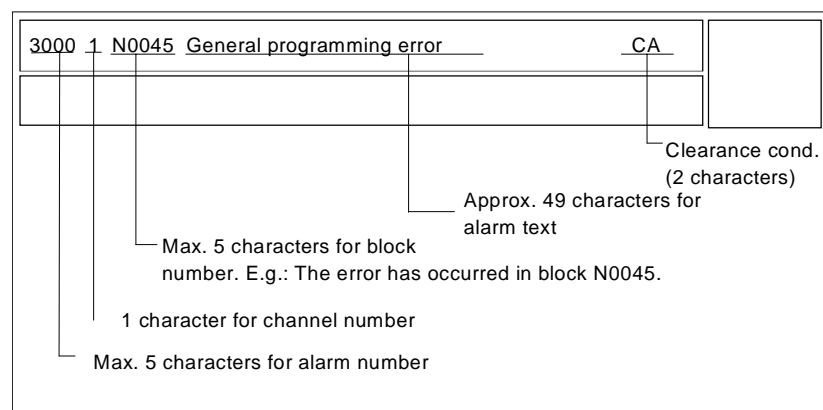 3000 1 N0045 General programming error CA
Clearance cond.
(2 characters)
Approx. 49 characters for
alarm text
Max. 5 characters for block
number. E.g.: The error has occurred in block N0045.
1 character for channel number
Max. 5 characters for alarm number